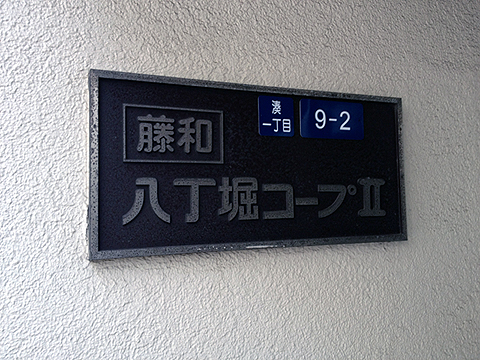 藤和
湊
一丁目
9-2
八丁堀コープⅡ